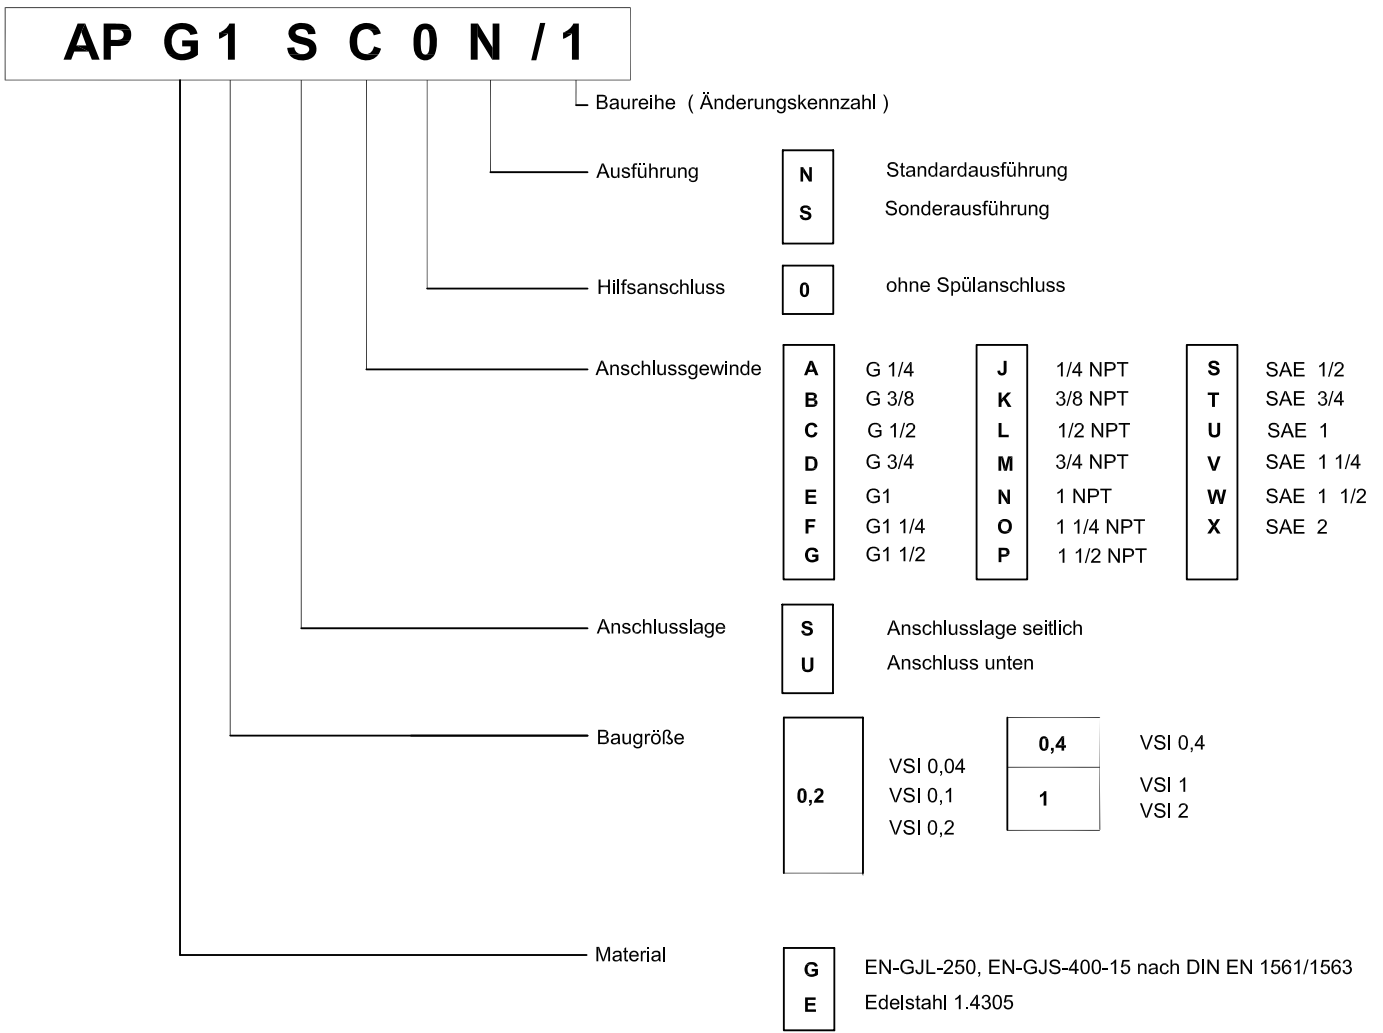 AP G 1 S C 0 N / 1
Baureihe ( Änderungskennzahl )
Ausführung N Standardausführung
S Sonderausführung
Hilfsanschluss 0 ohne Spülanschluss
Anschlussgewinde A G 1/4 J 1/4 NPT S SAE 1/2
B G 3/8 K 3/8 NPT T SAE 3/4
C G 1/2 L 1/2 NPT U SAE 1
D G 3/4 M 3/4 NPT V SAE 1 1/4
E G1 N 1 NPT W SAE 1 1/2
F G1 1/4 O 1 1/4 NPT X SAE 2
G G1 1/2 P 1 1/2 NPT
Anschlusslage S Anschlusslage seitlich
U Anschluss unten
Baugröße 0,4 VSI 0,4
VSI 0,04
VSI 1
0,2 VSI 0,1 1
VSI 2
VSI 0,2
Material
G EN-GJL-250, EN-GJS-400-15 nach DIN EN 1561/1563
E Edelstahl 1.4305